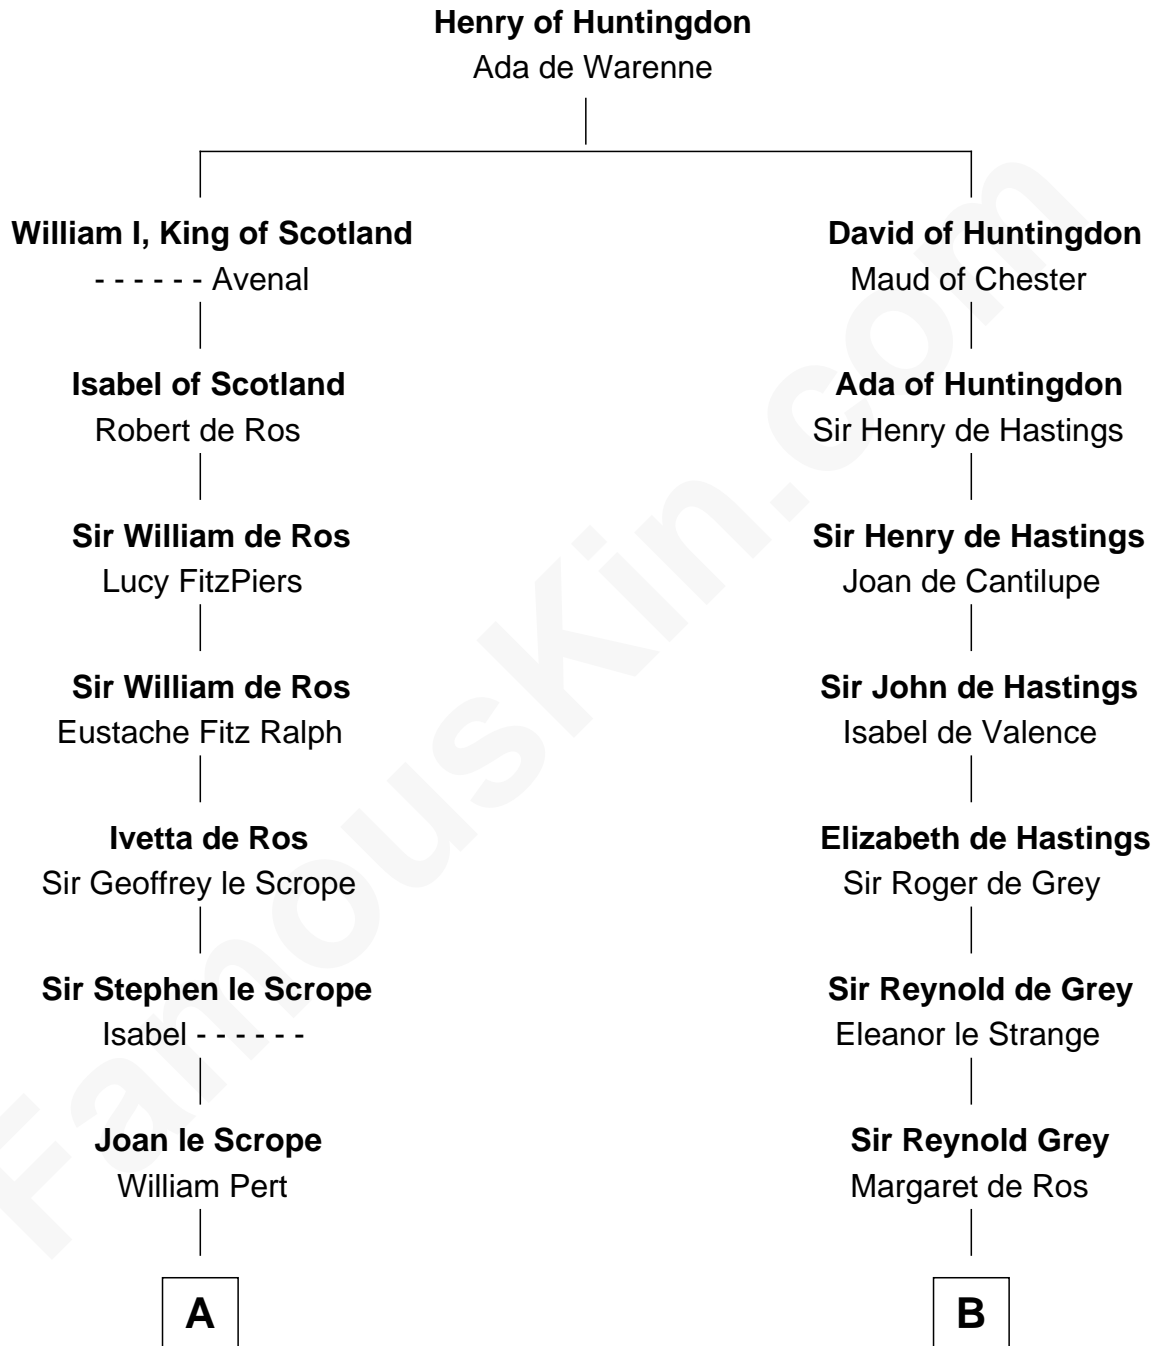 Henry of Huntingdon
Ada de Warenne
William I, King of Scotland
- - - - - - Avenal
David of Huntingdon
Maud of Chester
Isabel of Scotland
Robert de Ros
Ada of Huntingdon
Sir Henry de Hastings
Sir William de Ros
Lucy FitzPiers
Sir Henry de Hastings
Joan de Cantilupe
Sir William de Ros
Eustache Fitz Ralph
Sir John de Hastings
Isabel de Valence
Ivetta de Ros
Sir Geoffrey le Scrope
Elizabeth de Hastings
Sir Roger de Grey
Sir Stephen le Scrope
Isabel - - - - - -
Sir Reynold de Grey
Eleanor le Strange
Joan le Scrope
William Pert
Sir Reynold Grey
Margaret de Ros
A
B
FamousKin.com